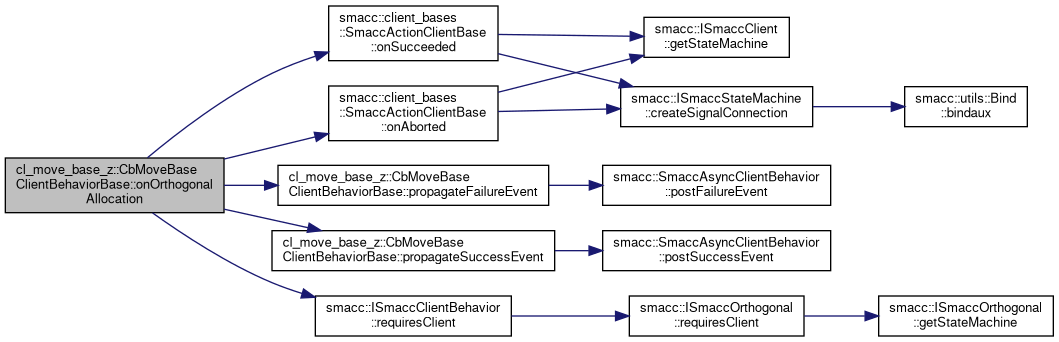 cl_move_base_z::CbMoveBase
ClientBehaviorBase::onOrthogonal
Allocation
smacc::client_bases
::SmaccActionClientBase
::onSucceeded
smacc::ISmaccClient
::getStateMachine
smacc::client_bases
::SmaccActionClientBase
::onAborted
smacc::ISmaccStateMachine
::createSignalConnection
smacc::utils::Bind
::bindaux
cl_move_base_z::CbMoveBase
ClientBehaviorBase::propagateFailureEvent
smacc::SmaccAsyncClientBehavior
::postFailureEvent
cl_move_base_z::CbMoveBase
ClientBehaviorBase::propagateSuccessEvent
smacc::SmaccAsyncClientBehavior
::postSuccessEvent
smacc::ISmaccClientBehavior
::requiresClient
smacc::ISmaccOrthogonal
::requiresClient
smacc::ISmaccOrthogonal
::getStateMachine